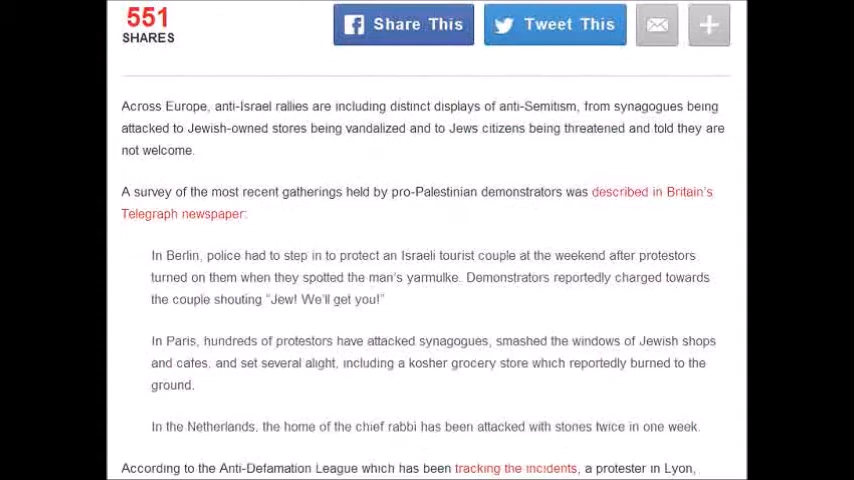 551
SHARES
Share This
Tweet This
Across Europe, anti-Israel rallies are including distinct displays of anti-Semitism, from synagogues being
attacked to Jewish-owned stores being vandalized and to Jews citizens being threatened and told they are
not welcome.
A survey of the most recent gatherings held by pro-Palestinian demonstrators was described in Britain's
Telegraph newspaper:
In Berlin, police had to step in to protect an Israeli tourist couple at the weekend after protestors
turned on them when they spotted the man's yarmulke. Demonstrators reportedly charged towards
the couple shouting "Jew! We'll get you!"
In Paris, hundreds of protestors have attacked synagogues, smashed the windows of Jewish shops
and cafes, and set several alight, including a kosher grocery store which reportedly burned to the
ground.
In the Netherlands, the home of the chief rabbi has been attacked with stones twice in one week.
According to the Anti-Defamation League which has been tracking the incidents, a protester in Lyon,